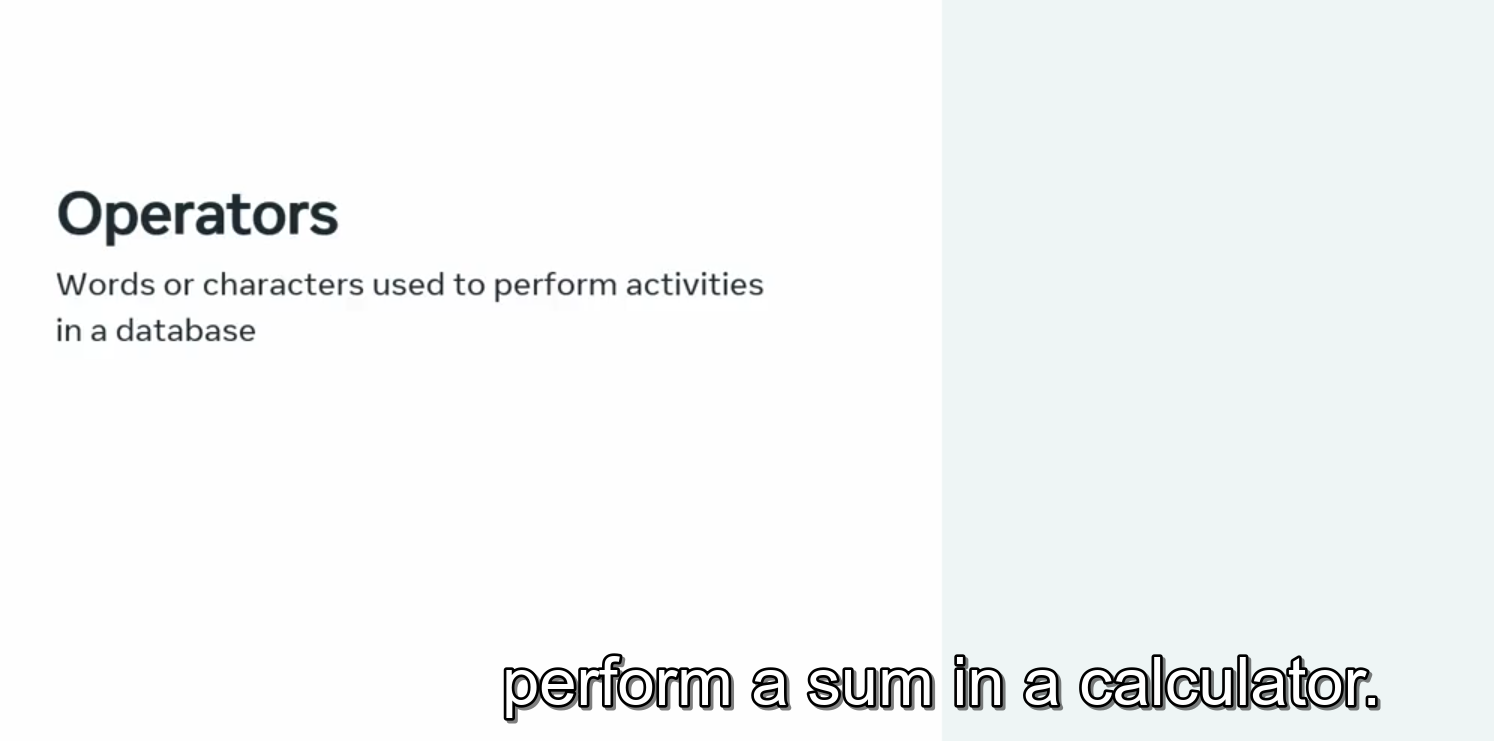 Operators
Words or characters used to perform activities
in a database
perform a sum in a calculator.